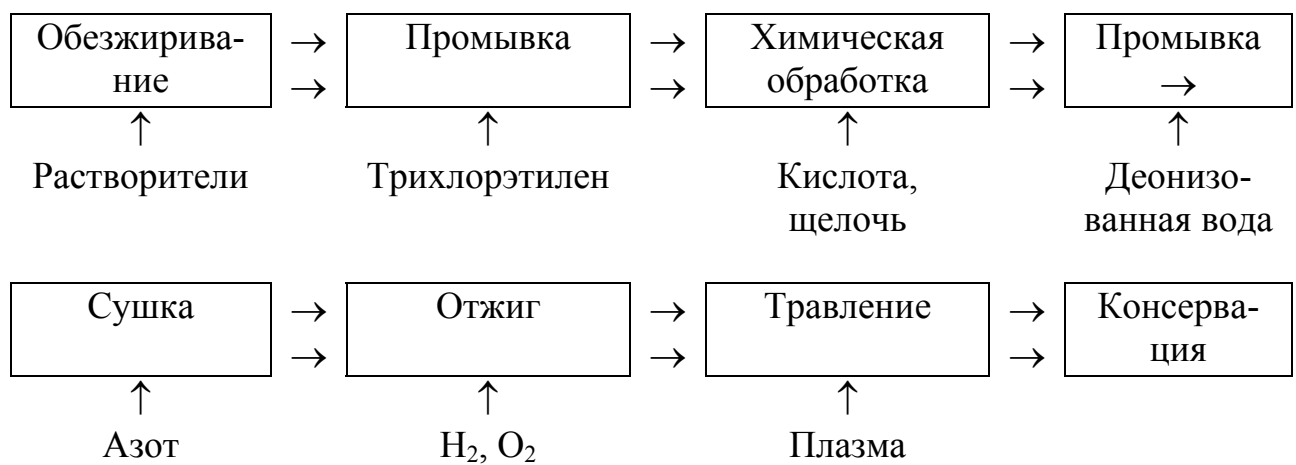 Обезжирива- → Промывка → Химическая → Промывка
ние → → обработка → →
↑ ↑ ↑ ↑
Растворители Трихлорэтилен Кислота, Деонизо-
щелочь ванная вода
Сушка → Отжиг → Травление → Консерва-
→ → → ция
↑ ↑ ↑
Азот H₂, O₂ Плазма